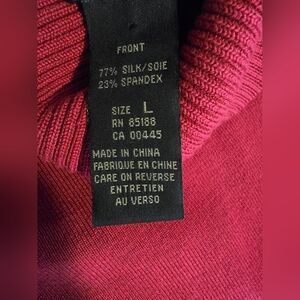 FRONT
77% SILK/SOIE
23% SPANDEX
SIZE L
RN 85188
CA 00445
MADE IN CHINA
FABRIQUE EN CHINE
CARE ON REVERSE
ENTRETIEN
AU VERSO